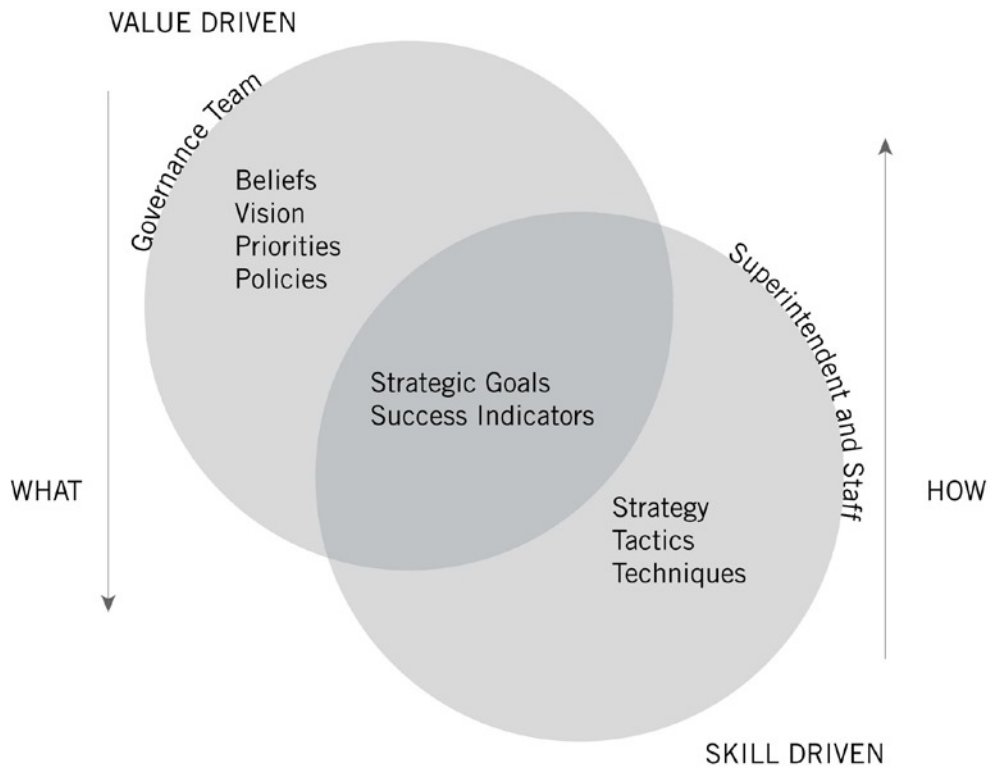 VALUE DRIVEN
Governance Team
Beliefs
Vision
Priorities
Policies
Superintendent and Staff
Strategic Goals
Success Indicators
WHAT
HOW
Strategy
Tactics
Techniques
SKILL DRIVEN